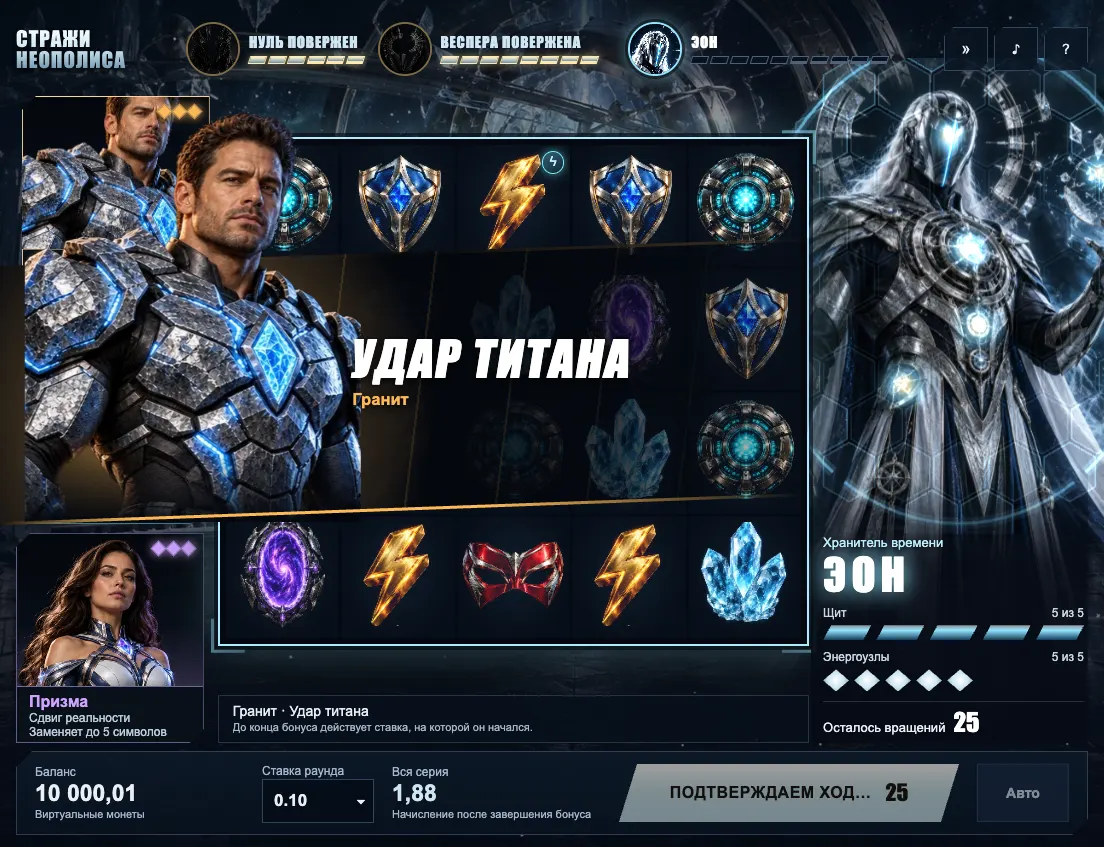 СТРАЖИ
НЕОПОЛИСА
НУЛЬ ПОВЕРЖЕН
ВЕСПЕРА ПОВЕРЖЕНА
ЭОН
»
♪
?
УДАР ТИТАНА
Гранит
Призма
Сдвиг реальности
Заменяет до 5 символов
Гранит · Удар титана
До конца бонуса действует ставка, на которой он начался.
Хранитель времени
ЭОН
Щит
5 из 5
Энергоузлы
5 из 5
Осталось вращений 25
Баланс
10 000,01
Виртуальные монеты
Ставка раунда
0.10
Вся серия
1,88
Начисление после завершения бонуса
ПОДТВЕРЖДАЕМ ХОД... 25
Авто